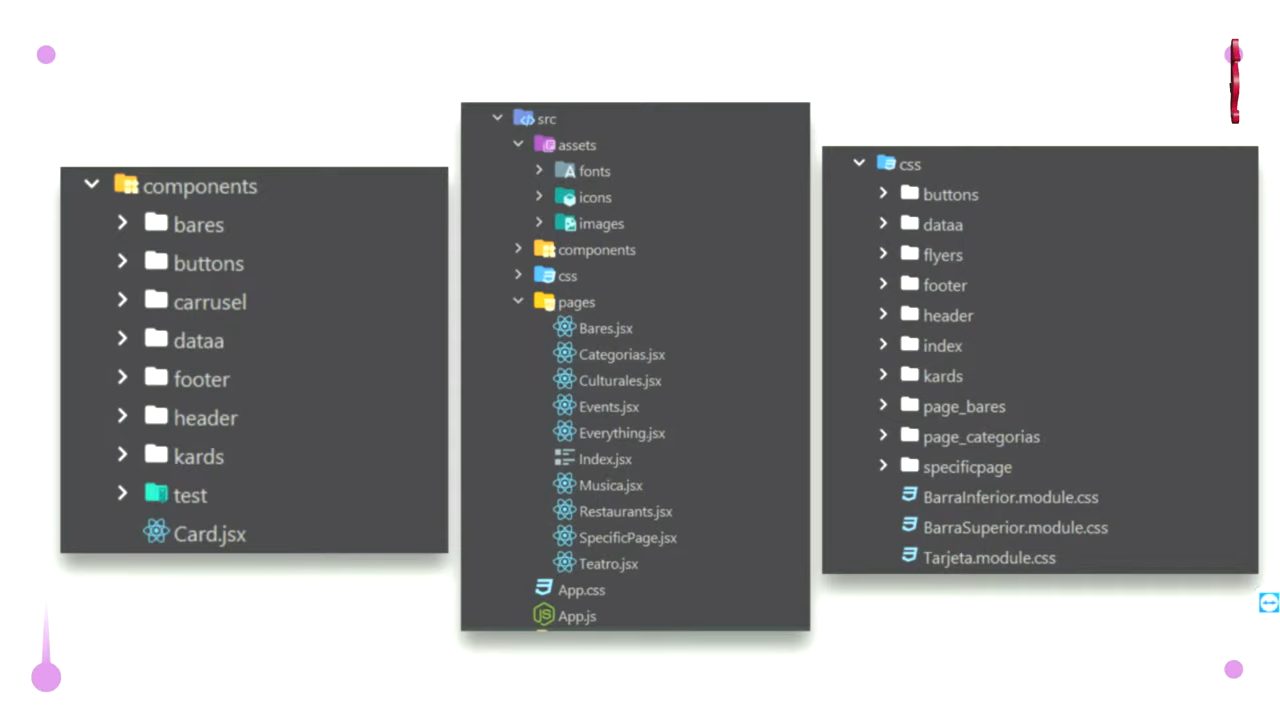 components
bares
buttons
carrusel
dataa
footer
header
kards
test
Card.jsx
src
assets
fonts
icons
images
components
css
pages
Bares.jsx
Categorias.jsx
Culturales.jsx
Events.jsx
Everything.jsx
Index.jsx
Musica.jsx
Restaurants.jsx
SpecificPage.jsx
Teatro.jsx
App.css
App.js
css
buttons
dataa
flyers
footer
header
index
kards
page_bares
page_categorias
specificpage
BarraInferior.module.css
BarraSuperior.module.css
Tarjeta.module.css